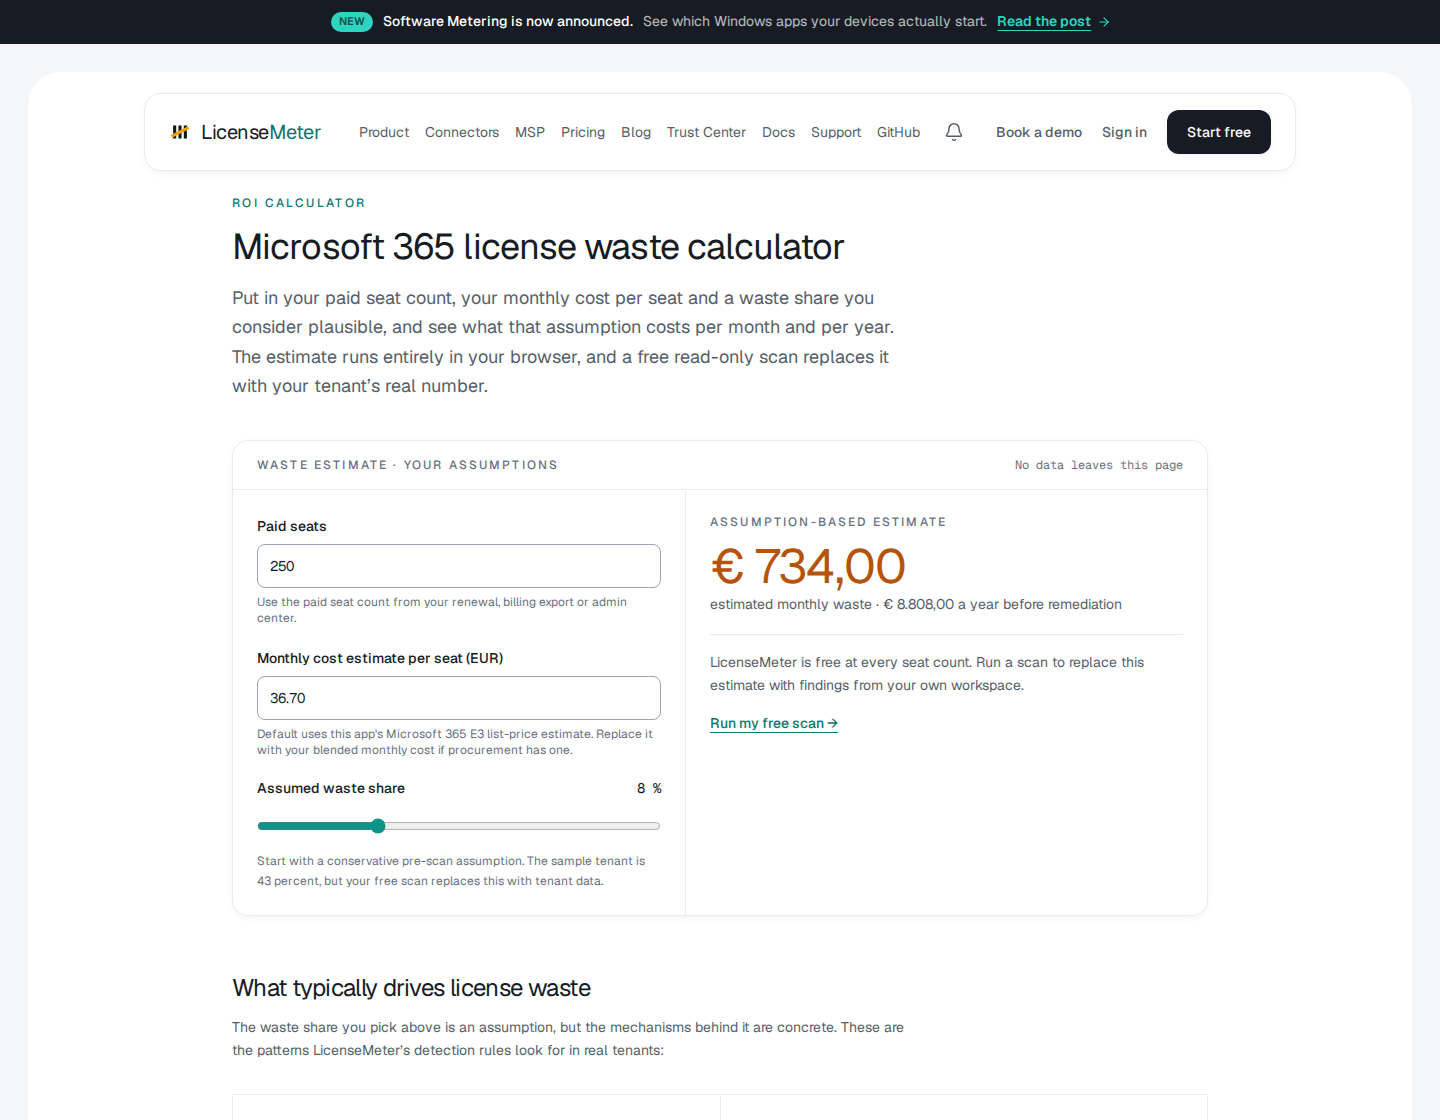 NEW Software Metering is now announced. See which Windows apps your devices actually start. Read the post →
LicenseMeter Product Connectors MSP Pricing Blog Trust Center Docs Support GitHub Book a demo Sign in Start free
ROI CALCULATOR
Microsoft 365 license waste calculator
Put in your paid seat count, your monthly cost per seat and a waste share you
consider plausible, and see what that assumption costs per month and per year.
The estimate runs entirely in your browser, and a free read-only scan replaces it
with your tenant’s real number.
WASTE ESTIMATE · YOUR ASSUMPTIONS
No data leaves this page
Paid seats
250
Use the paid seat count from your renewal, billing export or admin
center.
Monthly cost estimate per seat (EUR)
36.70
Default uses this app's Microsoft 365 E3 list-price estimate. Replace it
with your blended monthly cost if procurement has one.
Assumed waste share 8 %
Start with a conservative pre-scan assumption. The sample tenant is
43 percent, but your free scan replaces this with tenant data.
ASSUMPTION-BASED ESTIMATE
€ 734,00
estimated monthly waste · € 8.808,00 a year before remediation
LicenseMeter is free at every seat count. Run a scan to replace this
estimate with findings from your own workspace.
Run my free scan →
What typically drives license waste
The waste share you pick above is an assumption, but the mechanisms behind it are concrete. These are
the patterns LicenseMeter's detection rules look for in real tenants: